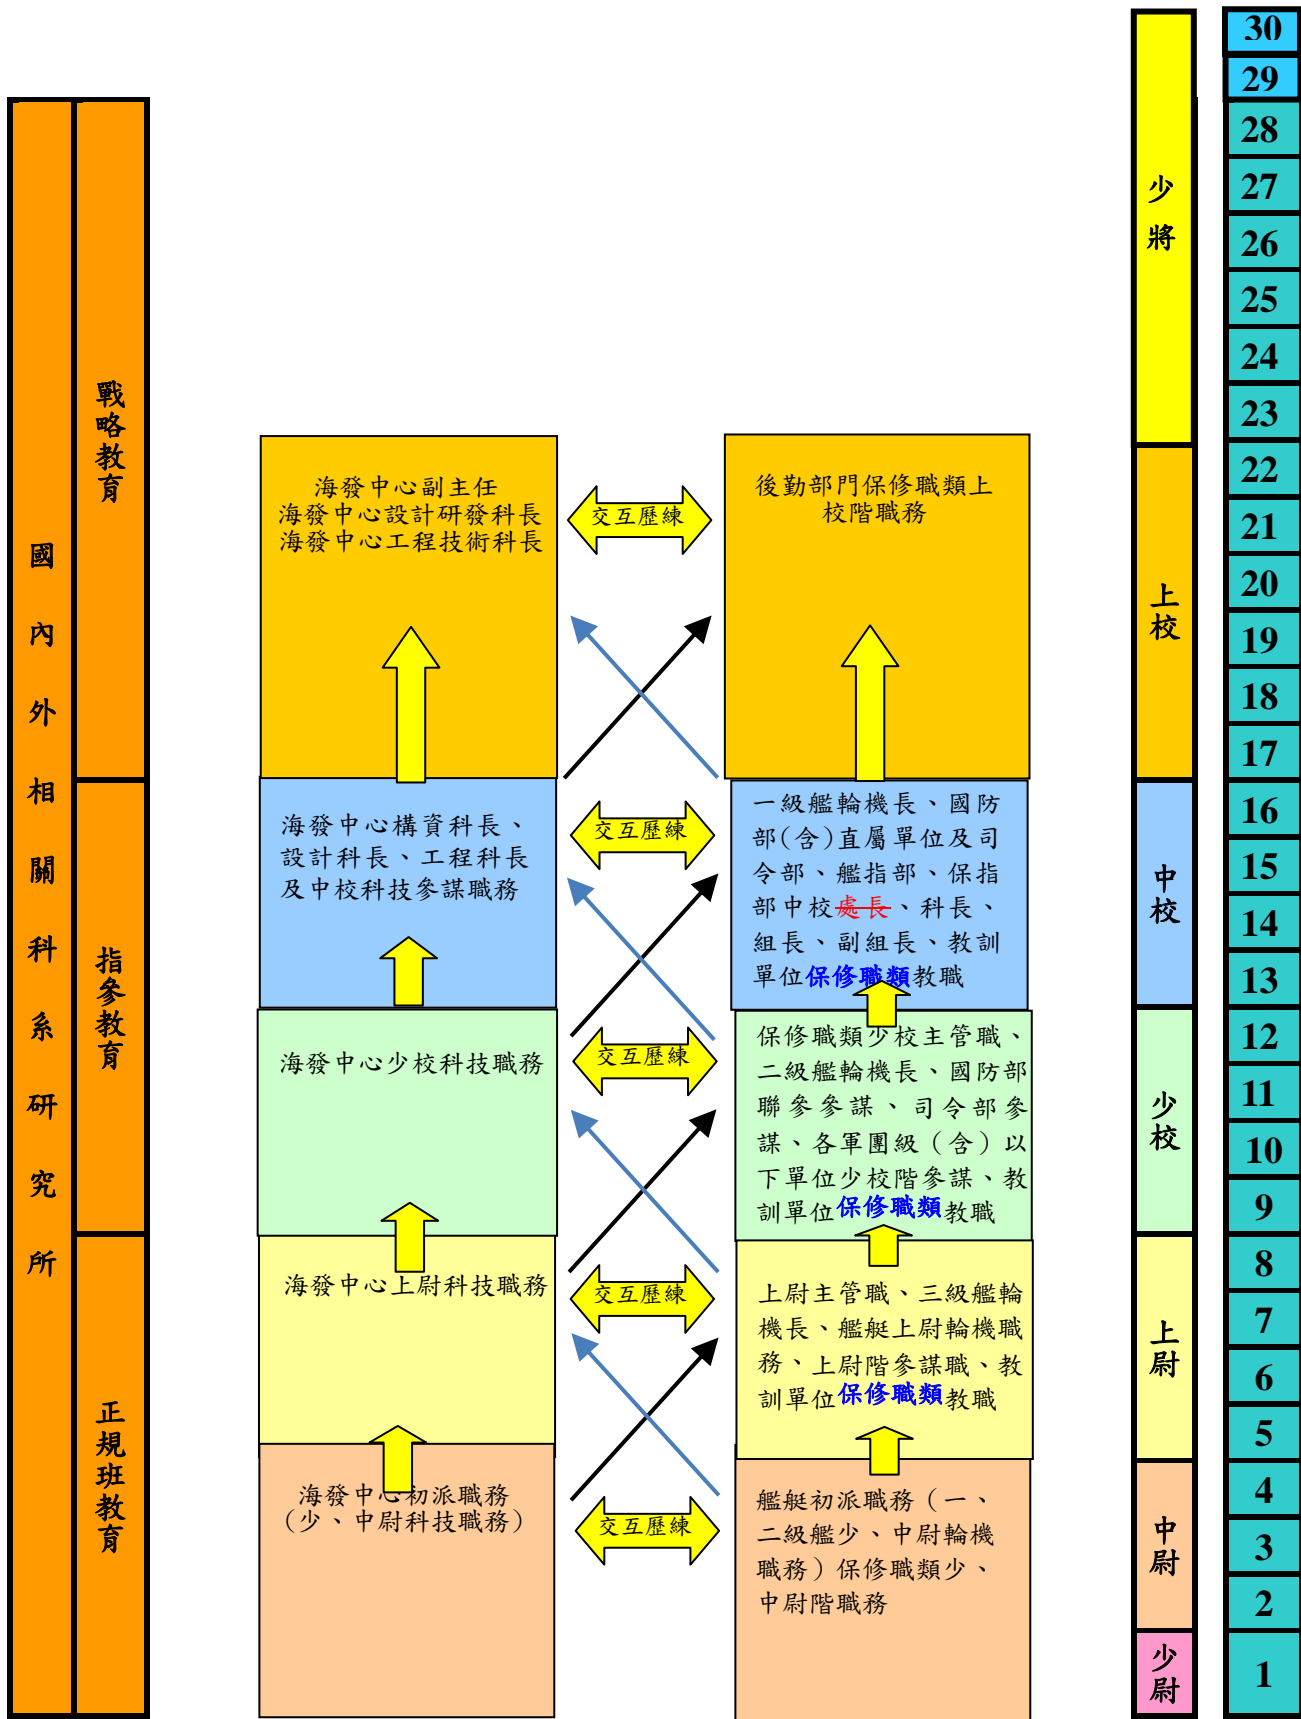 國內外相關科系研究所
戰略教育
指參教育
正規班教育
海發中心副主任
海發中心設計研發科長
海發中心工程技術科長
交互歷練
後勤部門保修職類上
校階職務
海發中心構資科長、
設計科長、工程科長
及中校科技參謀職務
交互歷練
一級艦輪機長、國防
部(含)直屬單位及司
令部、艦指部、保指
部中校處長、科長、
組長、副組長、教訓
單位保修職類教職
海發中心少校科技職務
交互歷練
保修職類少校主管職、
二級艦輪機長、國防部
聯參參謀、司令部參
謀、各軍團級（含）以
下單位少校階參謀、教
訓單位保修職類教職
海發中心上尉科技職務
交互歷練
上尉主管職、三級艦輪
機長、艦艇上尉輪機職
務、上尉階參謀職、教
訓單位保修職類教職
海發中心初派職務
（少、中尉科技職務）
交互歷練
艦艇初派職務（一、
二級艦少、中尉輪機
職務）保修職類少、
中尉階職務
少將
上校
中校
少校
上尉
中尉
少尉
30
29
28
27
26
25
24
23
22
21
20
19
18
17
16
15
14
13
12
11
10
9
8
7
6
5
4
3
2
1